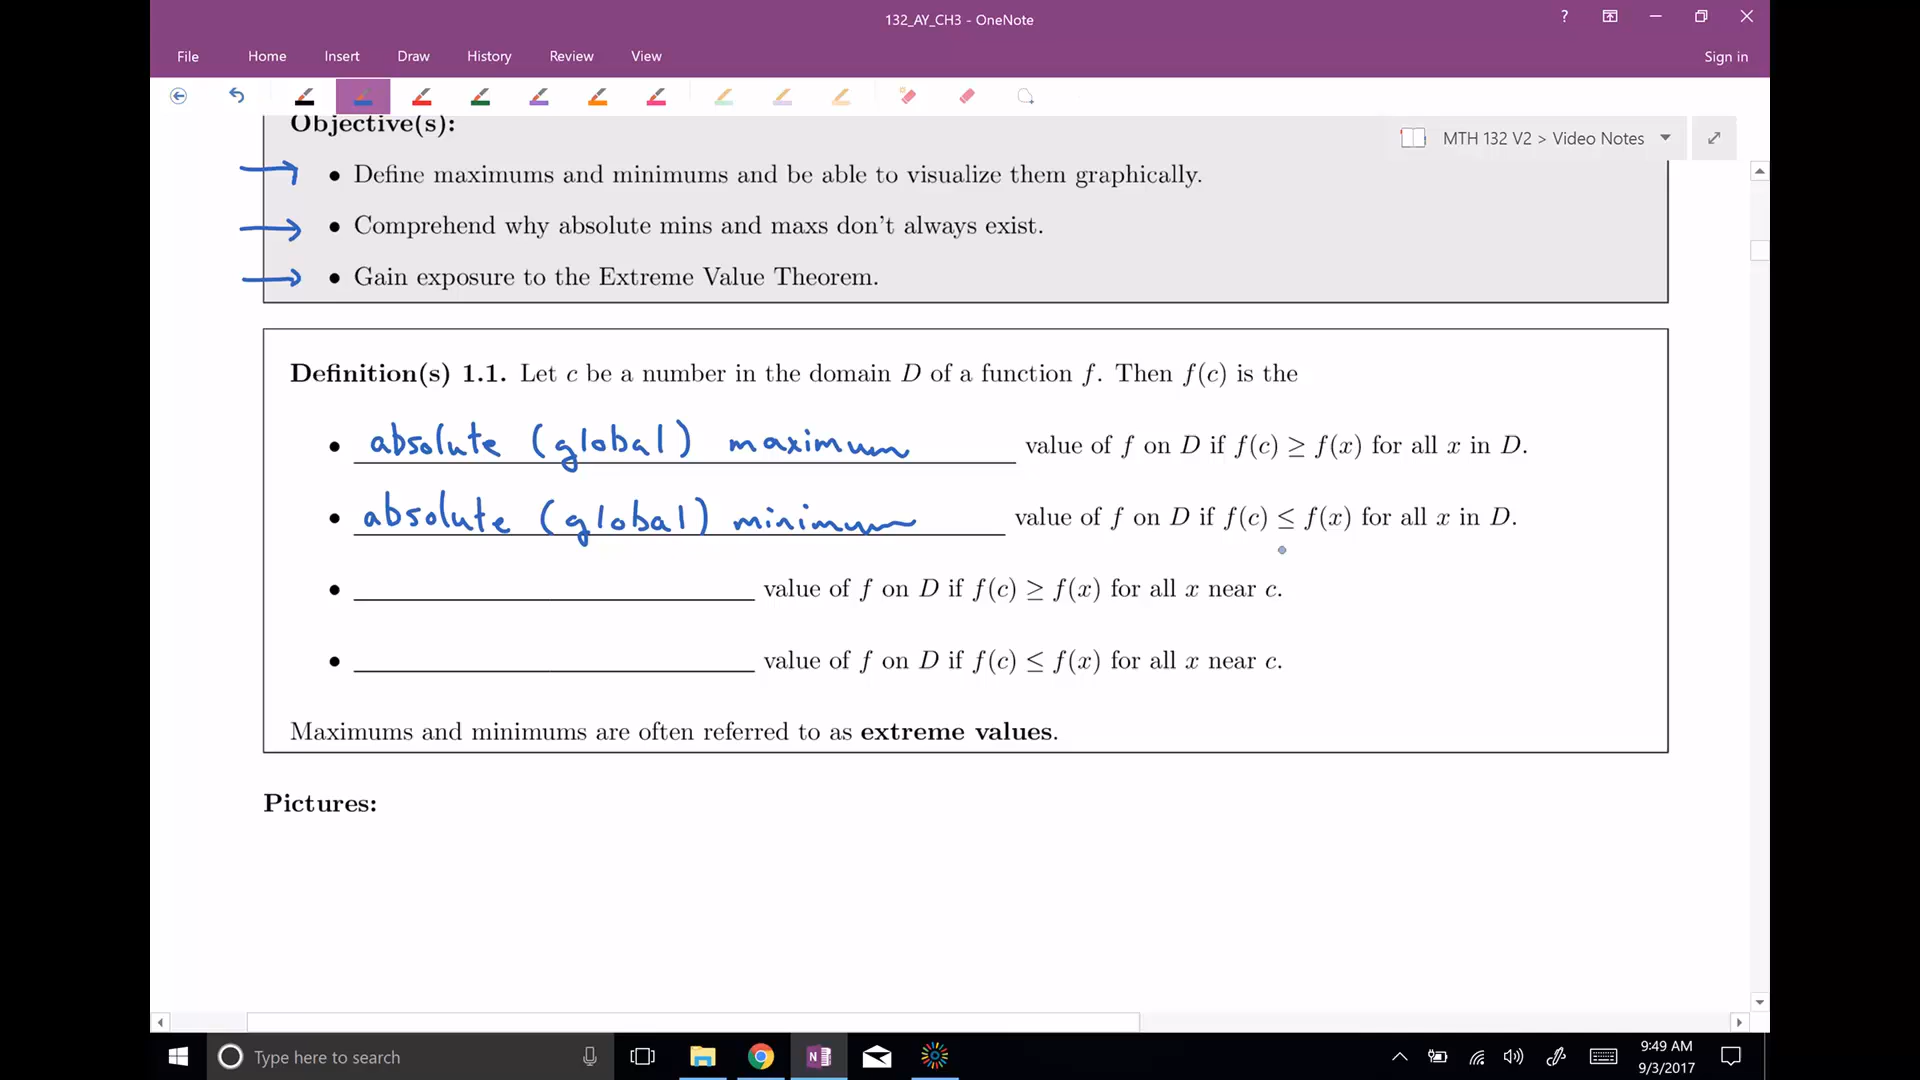 132_AY_CH3 - OneNote
?
File Home Insert Draw History Review View Sign in
Objective(s):
MTH 132 V2 > Video Notes
• Define maximums and minimums and be able to visualize them graphically.
• Comprehend why absolute mins and maxs don't always exist.
• Gain exposure to the Extreme Value Theorem.
Definition(s) 1.1. Let c be a number in the domain D of a function f. Then f(c) is the
• absolute (global) maximum value of f on D if f(c) ≥ f(x) for all x in D.
• absolute (global) minimum value of f on D if f(c) ≤ f(x) for all x in D.
• ____________________ value of f on D if f(c) ≥ f(x) for all x near c.
• ____________________ value of f on D if f(c) ≤ f(x) for all x near c.
Maximums and minimums are often referred to as extreme values.
Pictures:
Type here to search
N
9:49 AM
9/3/2017